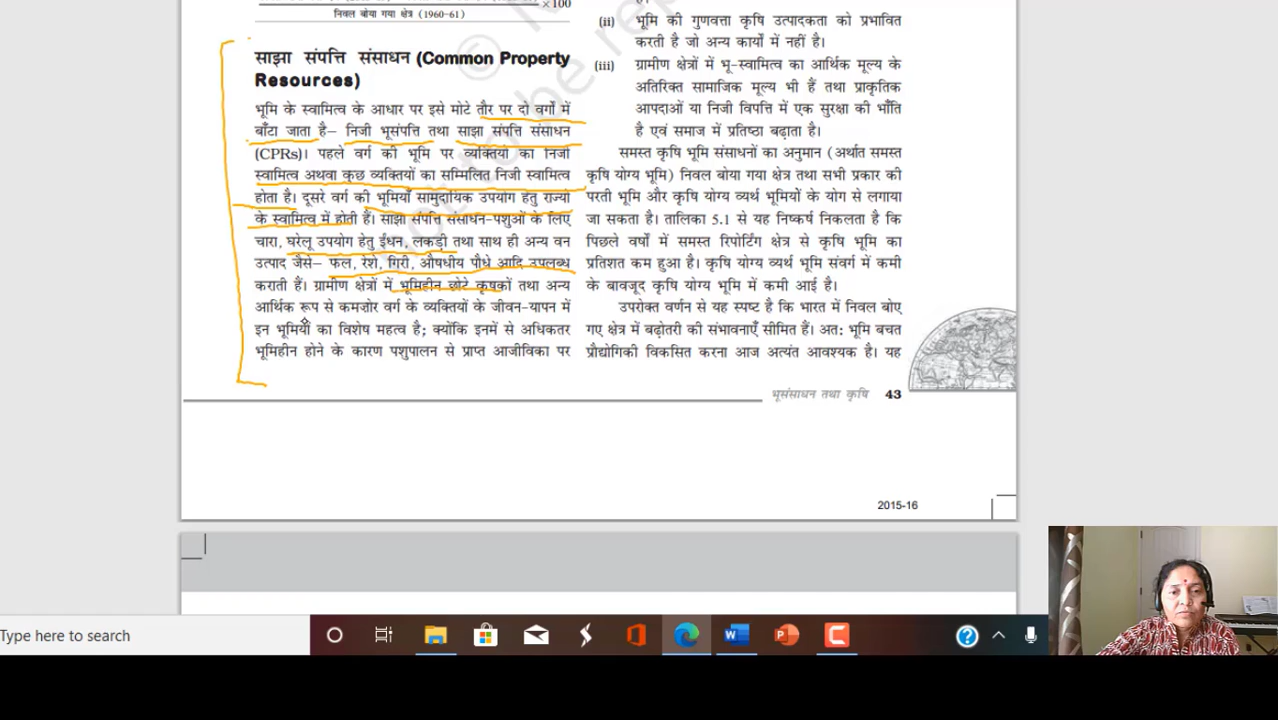 ×100
निवल बोया गया क्षेत्र (1960-61)
साझा संपत्ति संसाधन (Common Property
Resources)
भूमि के स्वामित्व के आधार पर इसे मोटे तौर पर दो वर्गों में
बाँटा जाता है– निजी भूसंपत्ति तथा साझा संपत्ति संसाधन
(CPRs)। पहले वर्ग की भूमि पर व्यक्तियों का निजी
स्वामित्व अथवा कुछ व्यक्तियों का सम्मिलित निजी स्वामित्व
होता है। दूसरे वर्ग की भूमियाँ सामुदायिक उपयोग हेतु राज्यों
के स्वामित्व में होती हैं। साझा संपत्ति संसाधन-पशुओं के लिए
चारा, घरेलू उपयोग हेतु ईंधन, लकड़ी तथा साथ ही अन्य वन
उत्पाद जैसे– फल, रेशे, गिरी, औषधीय पौधे आदि उपलब्ध
कराती हैं। ग्रामीण क्षेत्रों में भूमिहीन छोटे कृषकों तथा अन्य
आर्थिक रूप से कमजोर वर्ग के व्यक्तियों के जीवन-यापन में
इन भूमियों का विशेष महत्व है; क्योंकि इनमें से अधिकतर
भूमिहीन होने के कारण पशुपालन से प्राप्त आजीविका पर
(ii) भूमि की गुणवत्ता कृषि उत्पादकता को प्रभावित
करती है जो अन्य कार्यों में नहीं है।
(iii) ग्रामीण क्षेत्रों में भू-स्वामित्व का आर्थिक मूल्य के
अतिरिक्त सामाजिक मूल्य भी हैं तथा प्राकृतिक
आपदाओं या निजी विपत्ति में एक सुरक्षा की भाँति
है एवं समाज में प्रतिष्ठा बढ़ाता है।
समस्त कृषि भूमि संसाधनों का अनुमान (अर्थात समस्त
कृषि योग्य भूमि) निवल बोया गया क्षेत्र तथा सभी प्रकार की
परती भूमि और कृषि योग्य व्यर्थ भूमियों के योग से लगाया
जा सकता है। तालिका 5.1 से यह निष्कर्ष निकलता है कि
पिछले वर्षों में समस्त रिपोर्टिंग क्षेत्र से कृषि भूमि का
प्रतिशत कम हुआ है। कृषि योग्य व्यर्थ भूमि संवर्ग में कमी
के बावजूद कृषि योग्य भूमि में कमी आई है।
उपरोक्त वर्णन से यह स्पष्ट है कि भारत में निवल बोए
गए क्षेत्र में बढ़ोतरी की संभावनाएँ सीमित हैं। अत: भूमि बचत
प्रौद्योगिकी विकसित करना आज अत्यंत आवश्यक है। यह
भूसंसाधन तथा कृषि 43
2015-16
Type here to search